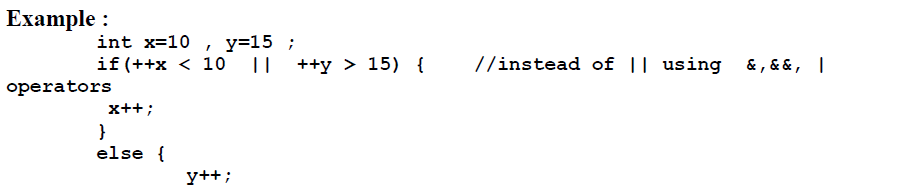 Example :
int x=10 , y=15 ;
if(++x < 10 || ++y > 15) { //instead of || using &,&&, |
operators
x++;
}
else {
y++;